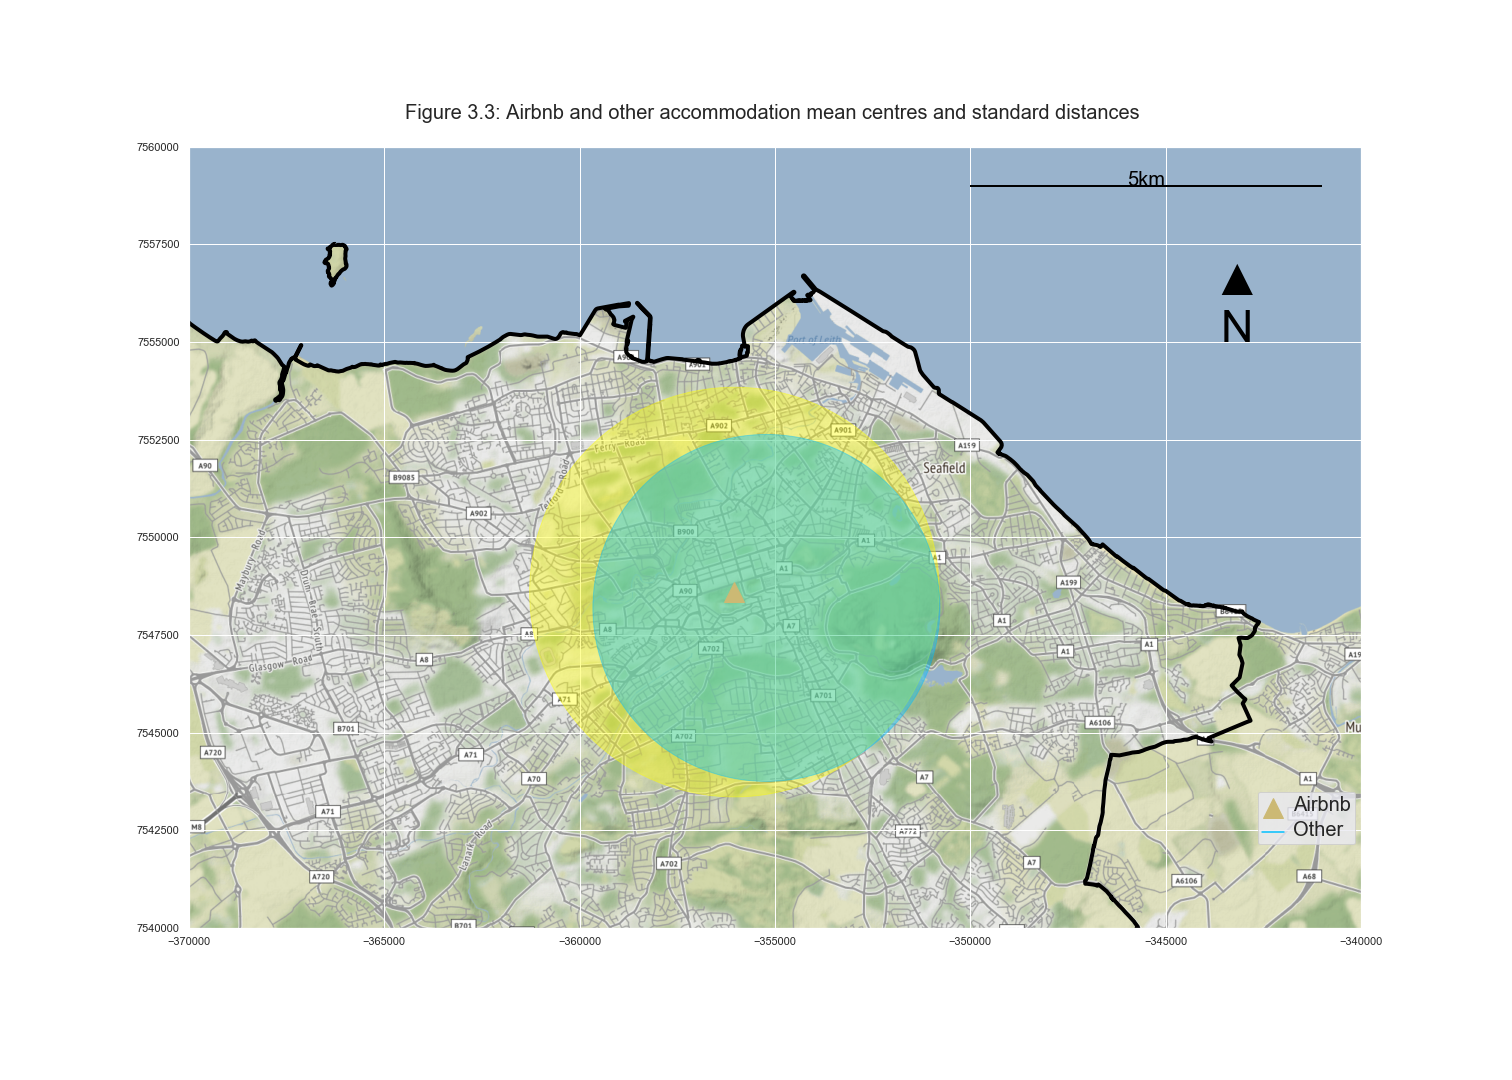 Figure 3.3: Airbnb and other accommodation mean centres and standard distances
7560000
5km
7557500
N
7555000
Port of Leith
A901
A902
A901
Ferry Road
7552500
A199
Seafield
A90
B9085
Telford Road
A902
B900
7550000
A1
A1
Maybury Road
Drum Brae South
A1
A199
A90
A1
A8
A7
A8
7547500
A1
A702
A1
A199
Glasgow Road
A8
A71
A701
B701
A702
A6106
Mu
7545000
A720
A71
A70
A7
A1
Airbnb
A71
M8
Other
7542500
Lanark Road
A772
A702
A7
A720
A6106
A68
B701
7540000
−370000
−365000
−360000
−355000
−350000
−345000
−340000